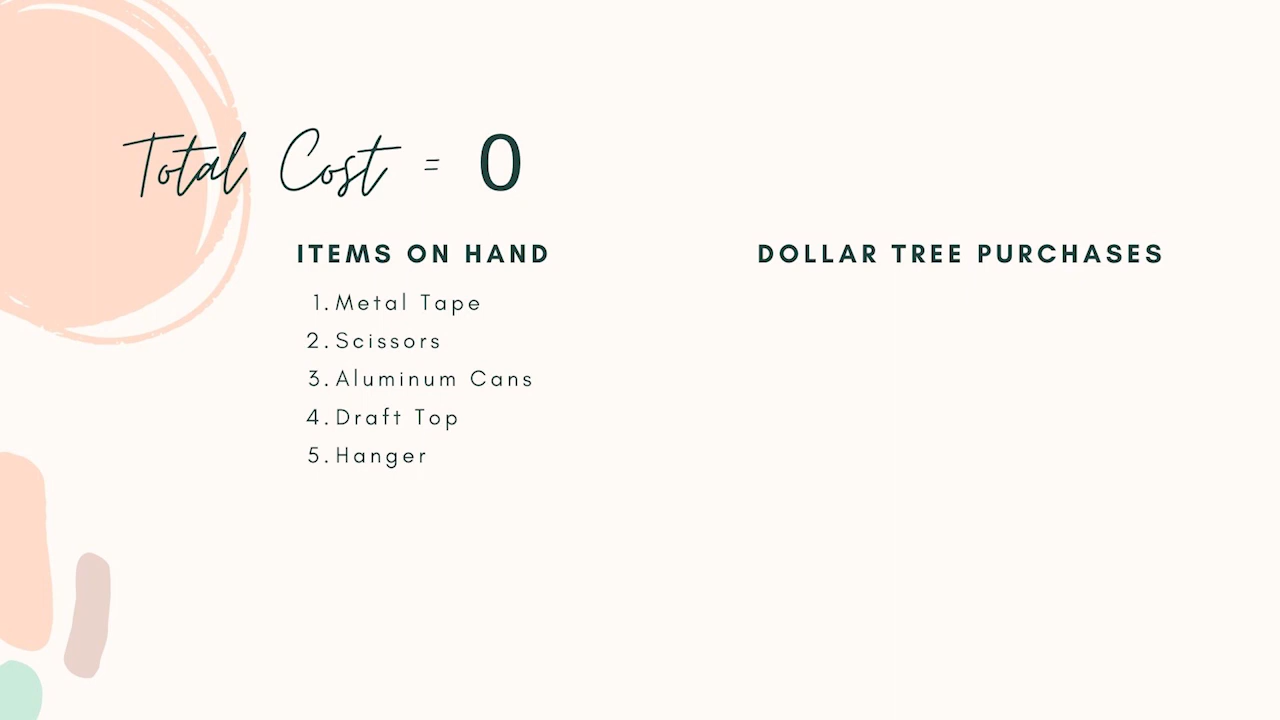 Total Cost = 0
ITEMS ON HAND
1. Metal Tape
2. Scissors
3. Aluminum Cans
4. Draft Top
5. Hanger
DOLLAR TREE PURCHASES